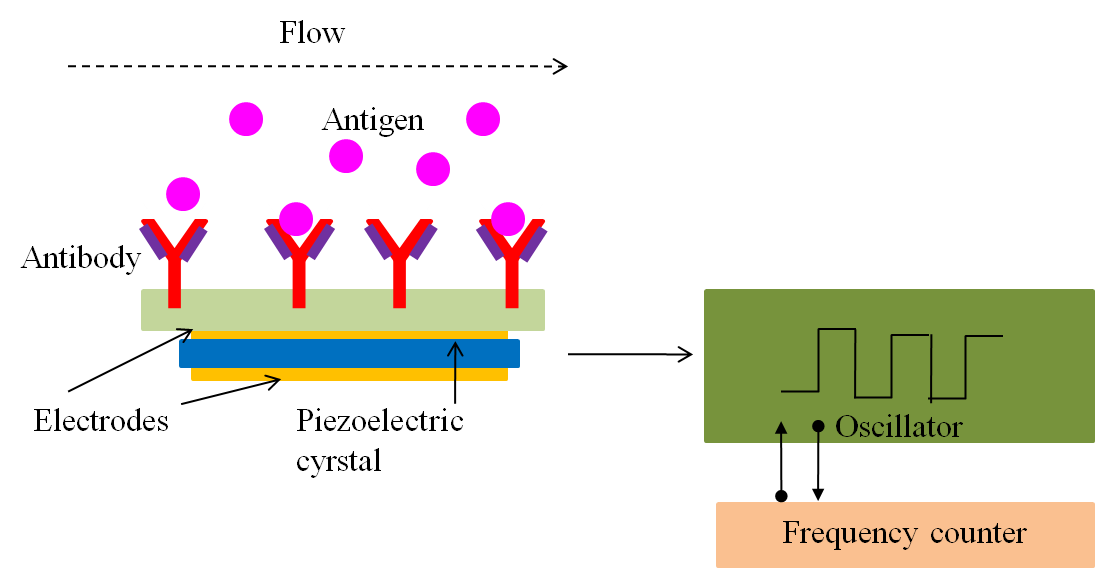 Flow
Antigen
Antibody
Electrodes
Piezoelectric
cyrstal
Oscillator
Frequency counter